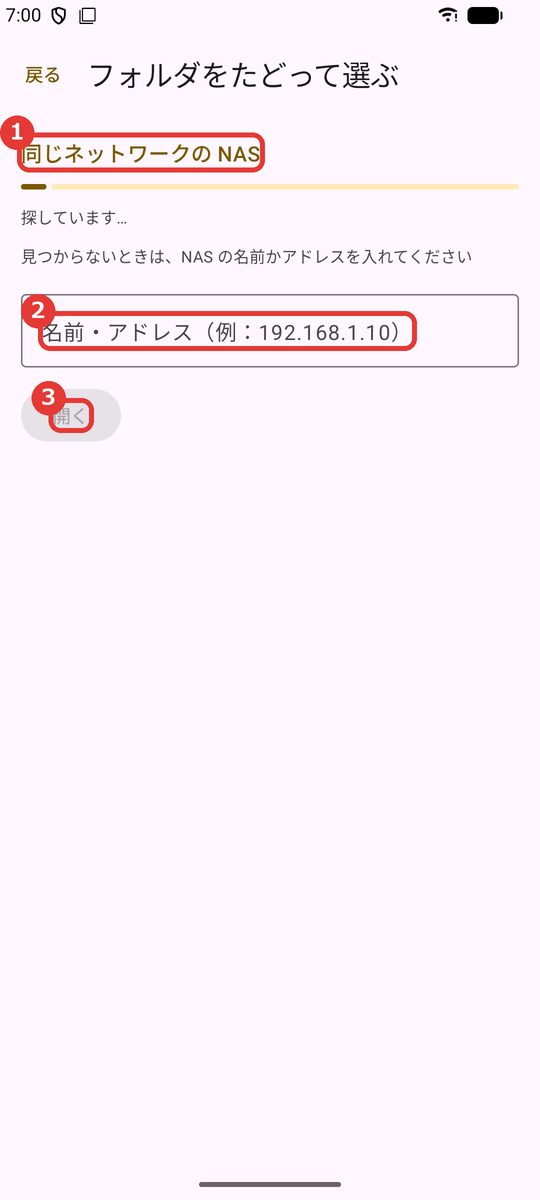 7:00
戻る フォルダをたどって選ぶ
1
同じネットワークの NAS
探しています…
見つからないときは、NAS の名前かアドレスを入れてください
2
名前・アドレス（例：192.168.1.10）
3
開く